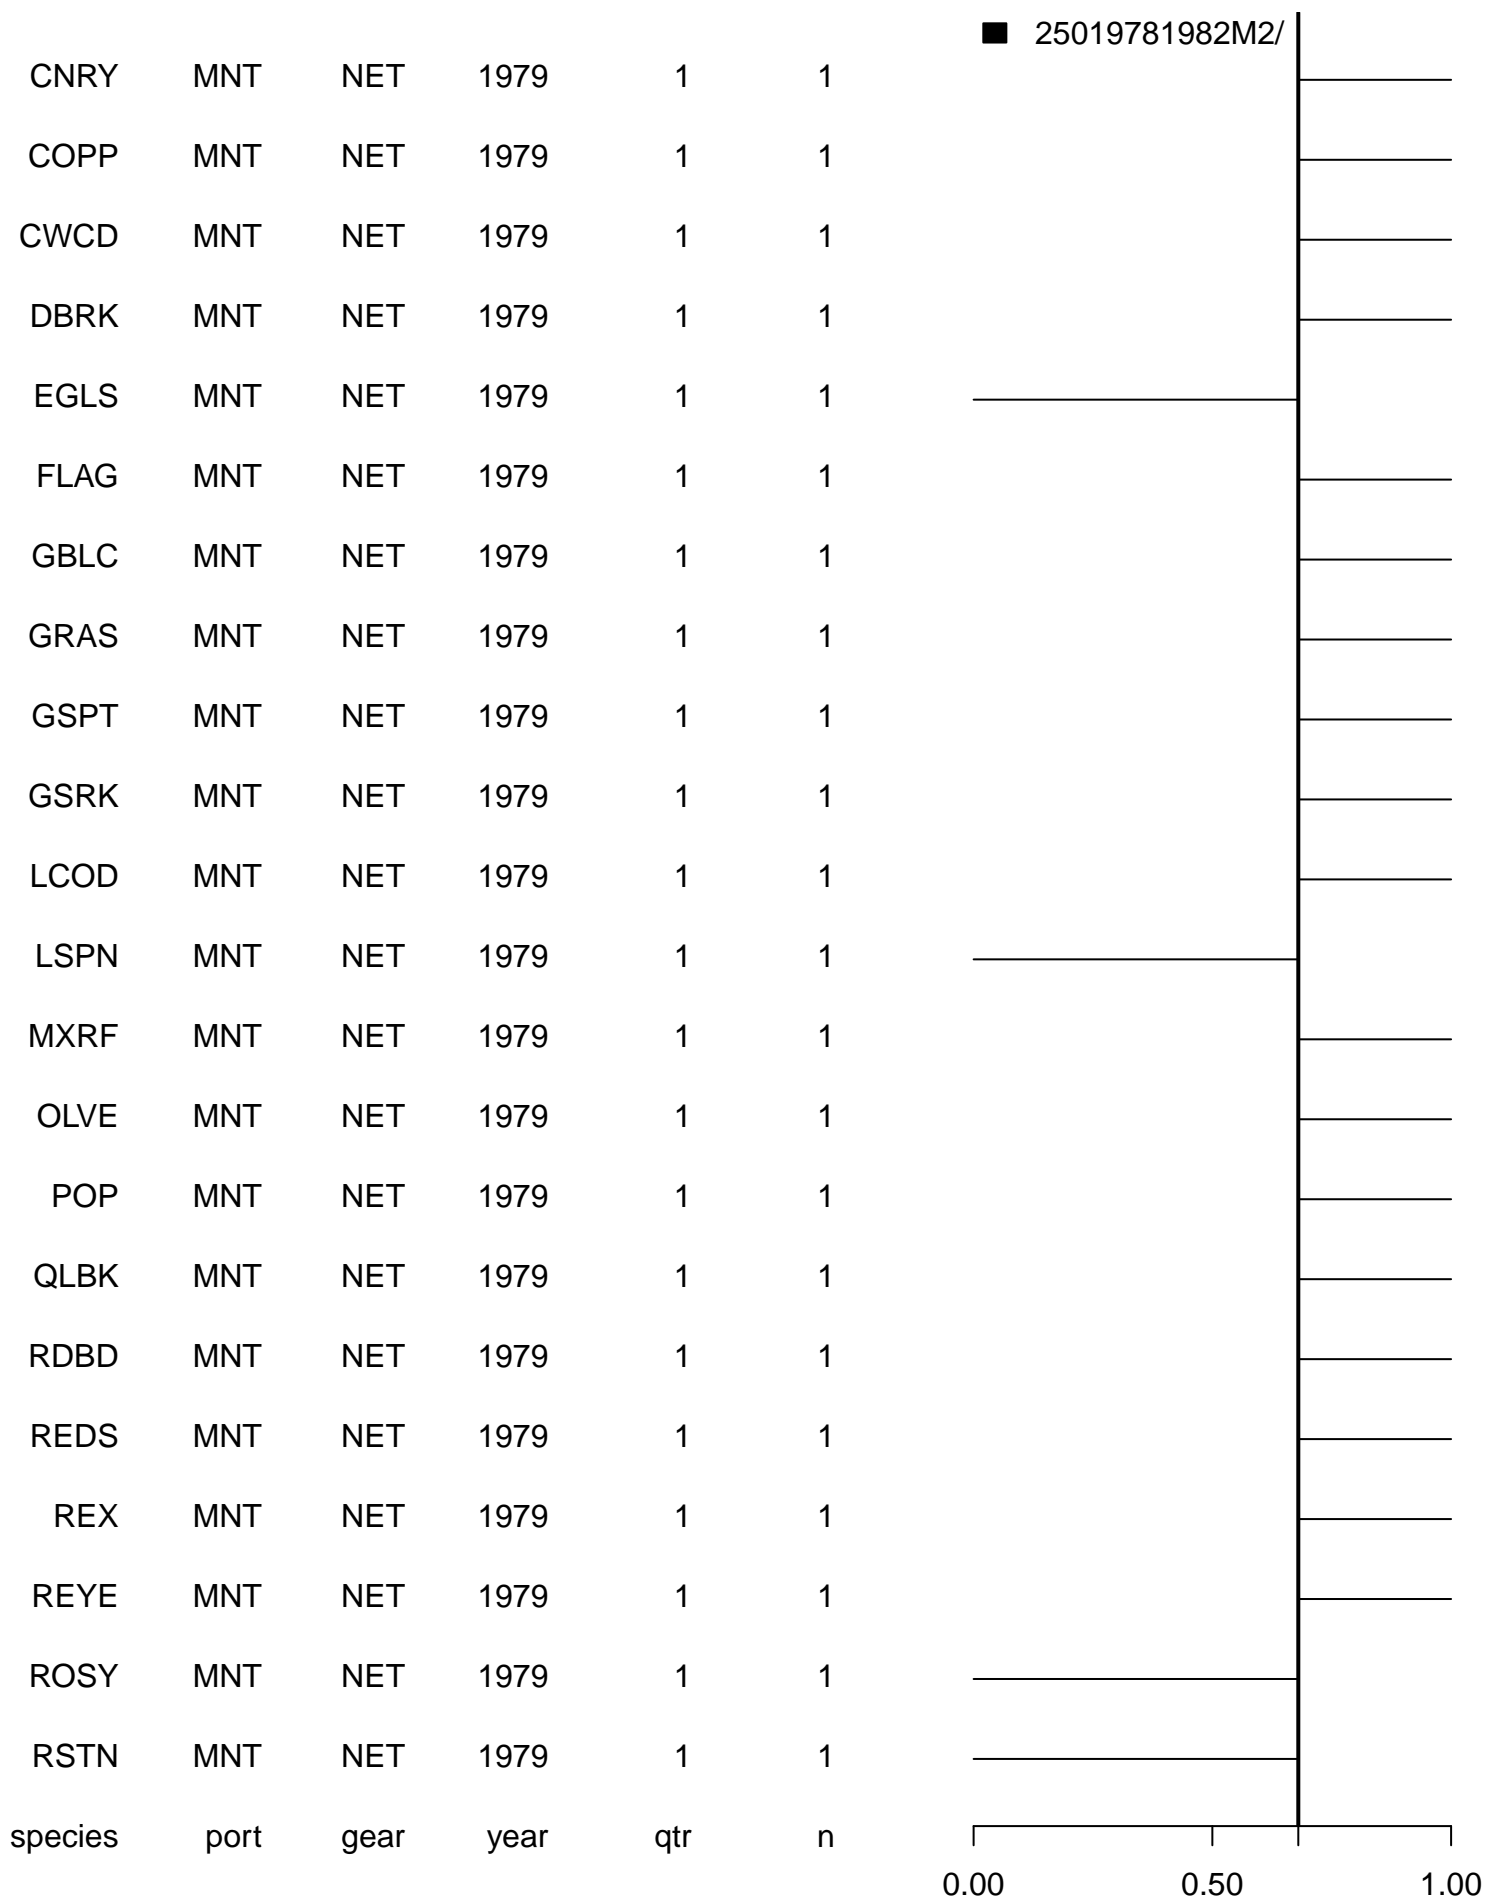 25019781982M2/
CNRY MNT NET 1979 1 1
COPP MNT NET 1979 1 1
CWCD MNT NET 1979 1 1
DBRK MNT NET 1979 1 1
EGLS MNT NET 1979 1 1
FLAG MNT NET 1979 1 1
GBLC MNT NET 1979 1 1
GRAS MNT NET 1979 1 1
GSPT MNT NET 1979 1 1
GSRK MNT NET 1979 1 1
LCOD MNT NET 1979 1 1
LSPN MNT NET 1979 1 1
MXRF MNT NET 1979 1 1
OLVE MNT NET 1979 1 1
POP MNT NET 1979 1 1
QLBK MNT NET 1979 1 1
RDBD MNT NET 1979 1 1
REDS MNT NET 1979 1 1
REX MNT NET 1979 1 1
REYE MNT NET 1979 1 1
ROSY MNT NET 1979 1 1
RSTN MNT NET 1979 1 1
species port gear year qtr n
0.00 0.50 1.00